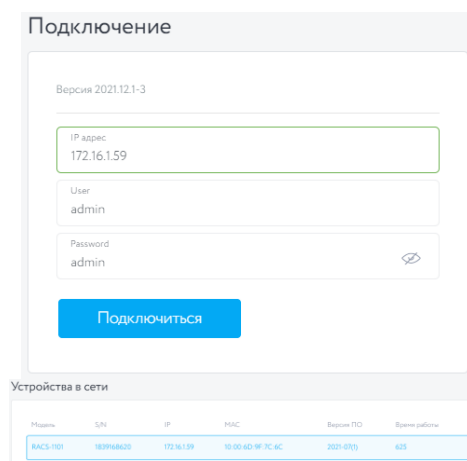 Подключение
Версия 2021.12.1-3
IP адрес
172.16.1.59
User
admin
Password
admin
Подключиться
Устройства в сети
Модель S/N IP MAC Версия ПО Время работы
RACS-1101 1839168620 172.16.1.59 10:00:6D:9F:7C:6C 2021-07(1) 625